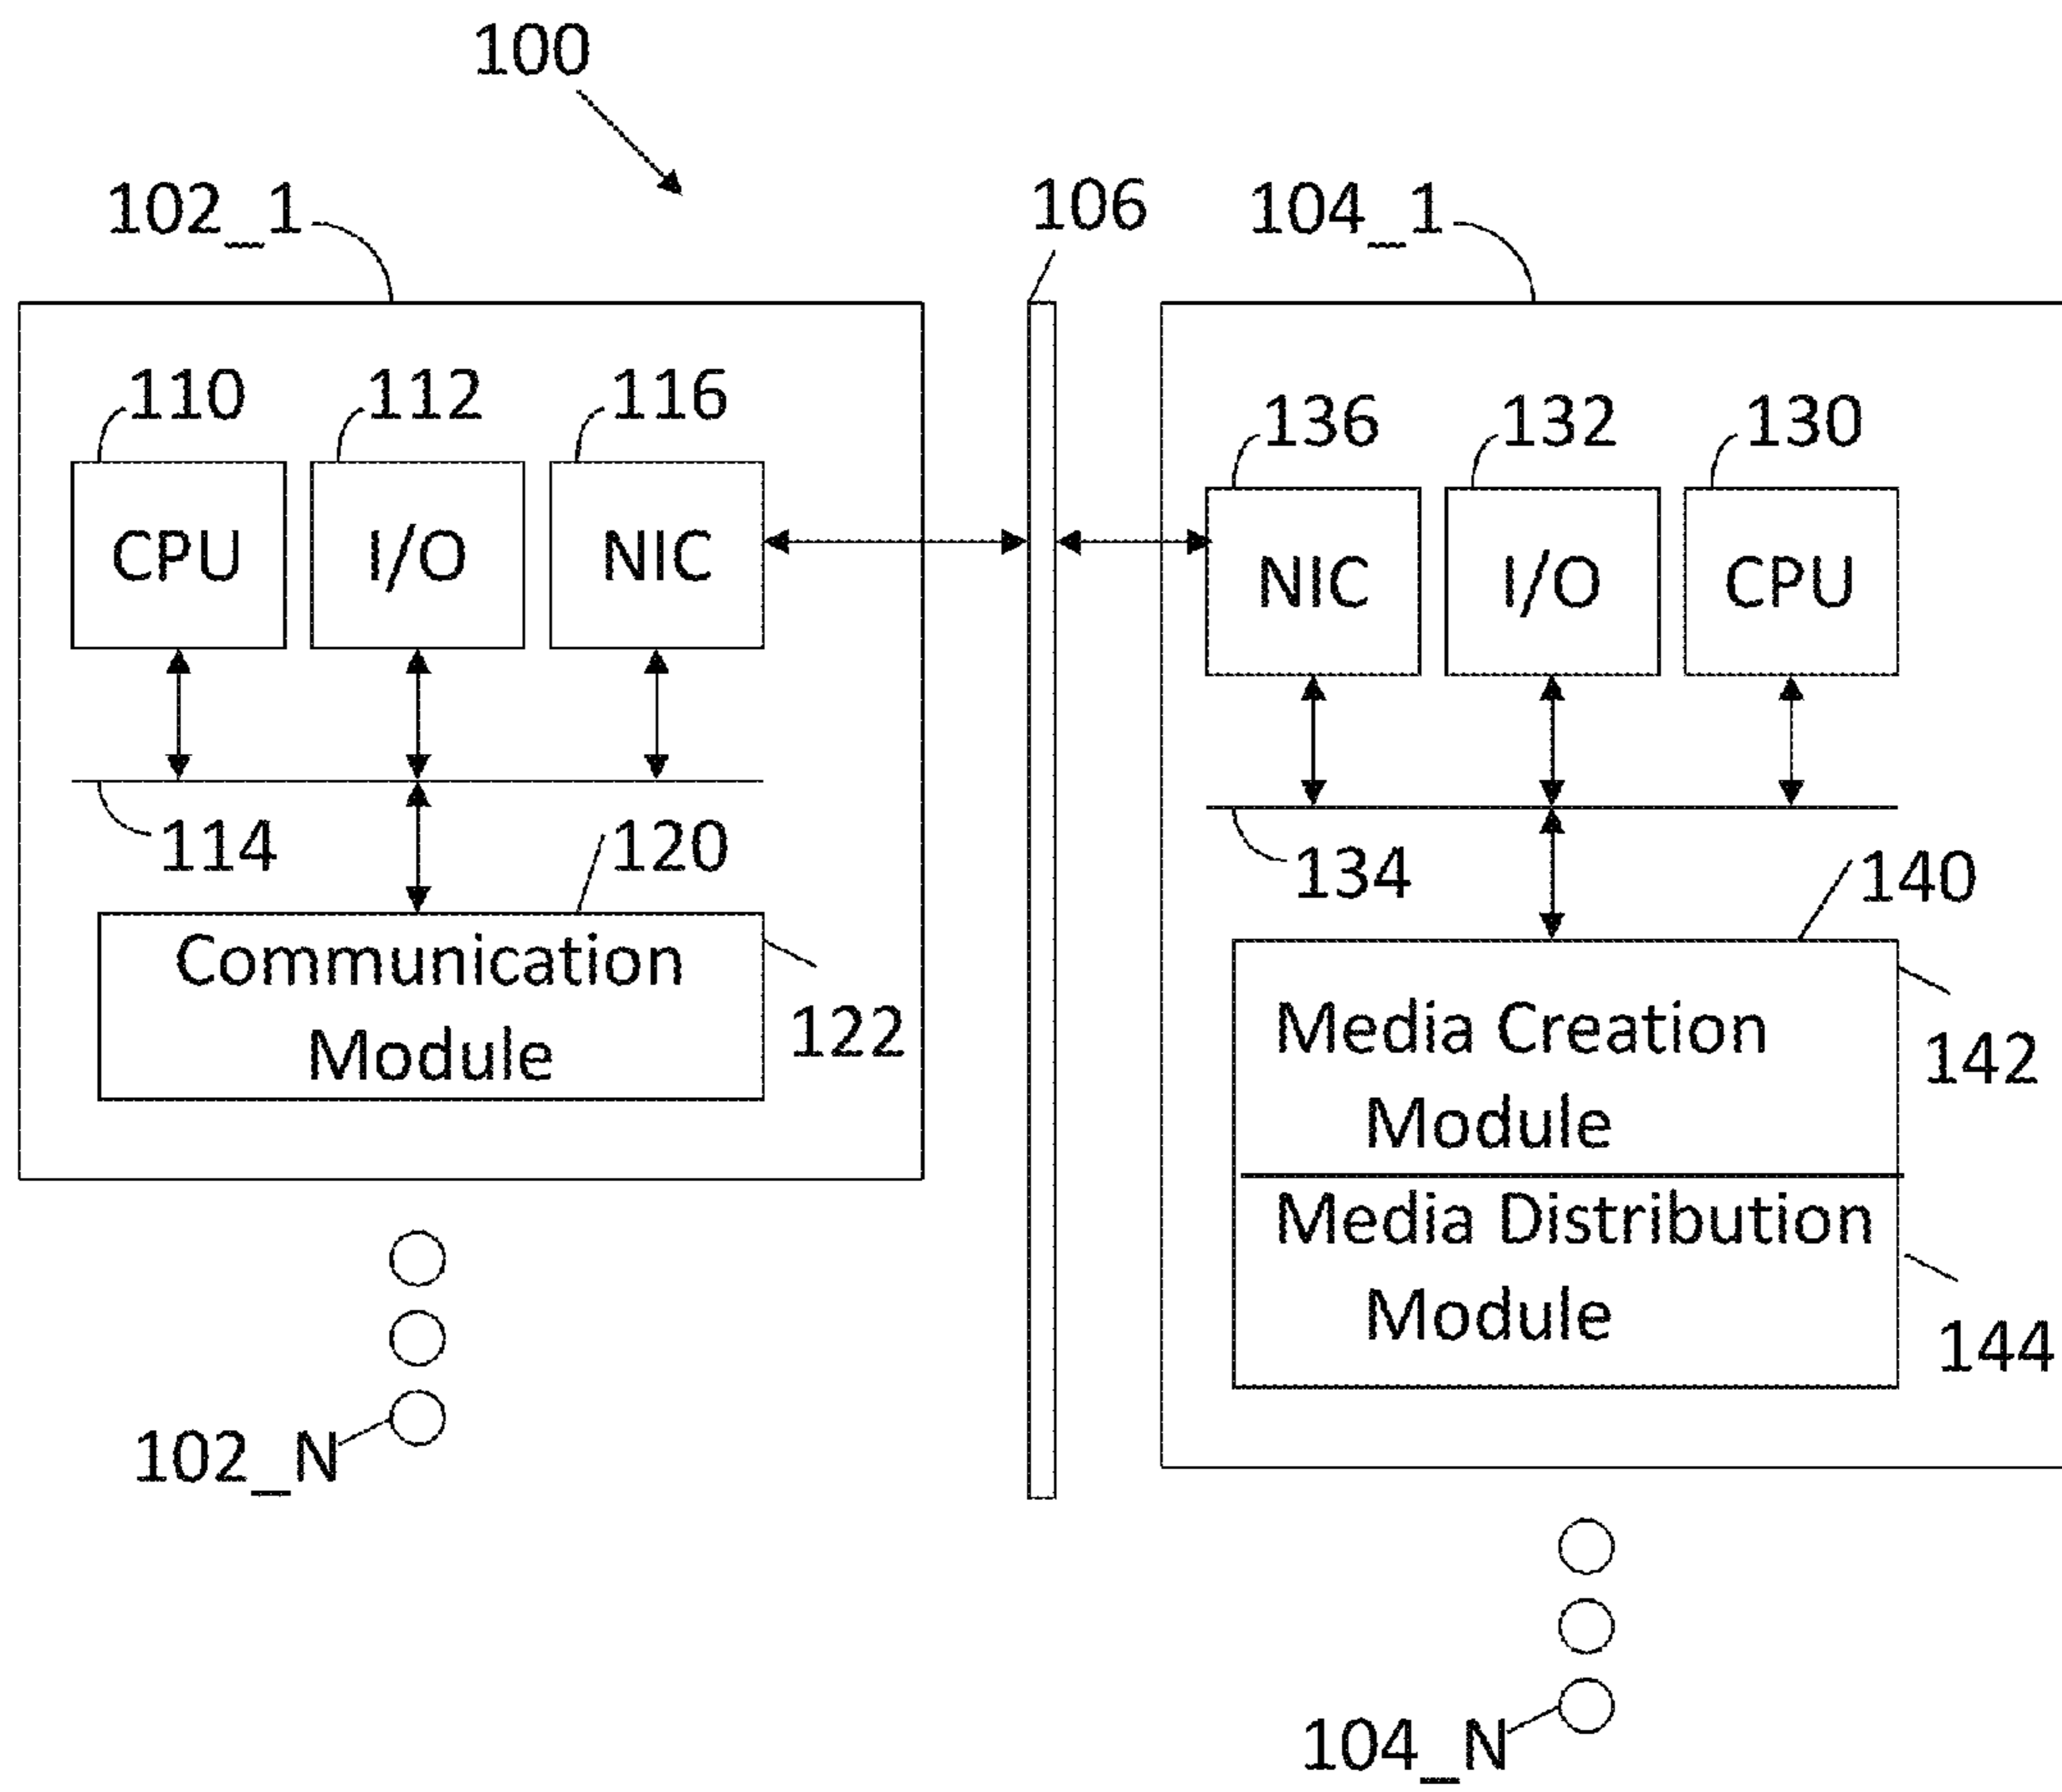 100
102_1
106
104_1
110
112
116
136
132
130
CPU
I/O
NIC
NIC
I/O
CPU
114
120
134
140
Communication
Module
122
Media Creation
Module
142
Media Distribution
Module
144
102_N
104_N